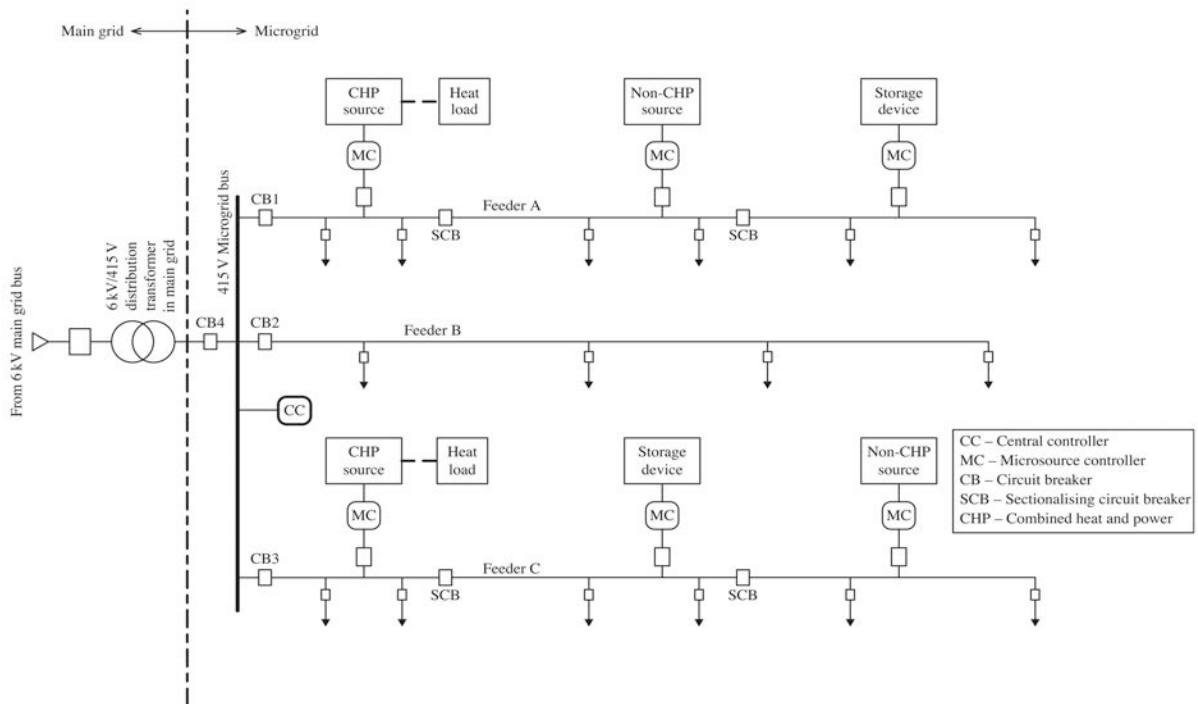 Main grid
Microgrid
CHP
source
Heat
load
Non-CHP
source
Storage
device
MC
MC
MC
CB1
Feeder A
SCB
SCB
415 V Microgrid bus
6 kV/415 V
distribution
transformer
in main grid
From 6 kV main grid bus
CB4
CB2
Feeder B
CC
CHP
source
Heat
load
Storage
device
Non-CHP
source
MC
MC
MC
CB3
Feeder C
SCB
SCB
CC – Central controller
MC – Microsource controller
CB – Circuit breaker
SCB – Sectionalising circuit breaker
CHP – Combined heat and power